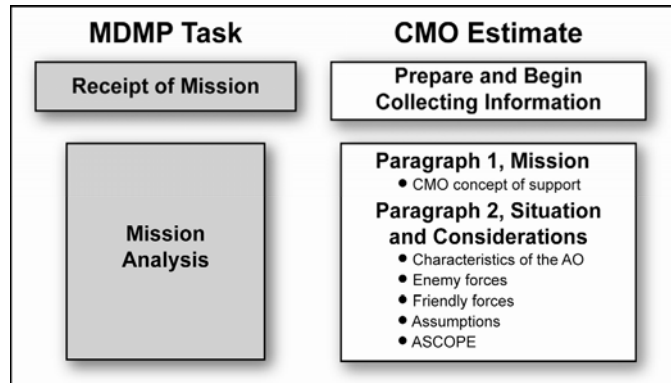 MDMP Task
CMO Estimate
Receipt of Mission
Prepare and Begin
Collecting Information
Mission
Analysis
Paragraph 1, Mission
● CMO concept of support
Paragraph 2, Situation
and Considerations
● Characteristics of the AO
● Enemy forces
● Friendly forces
● Assumptions
● ASCOPE